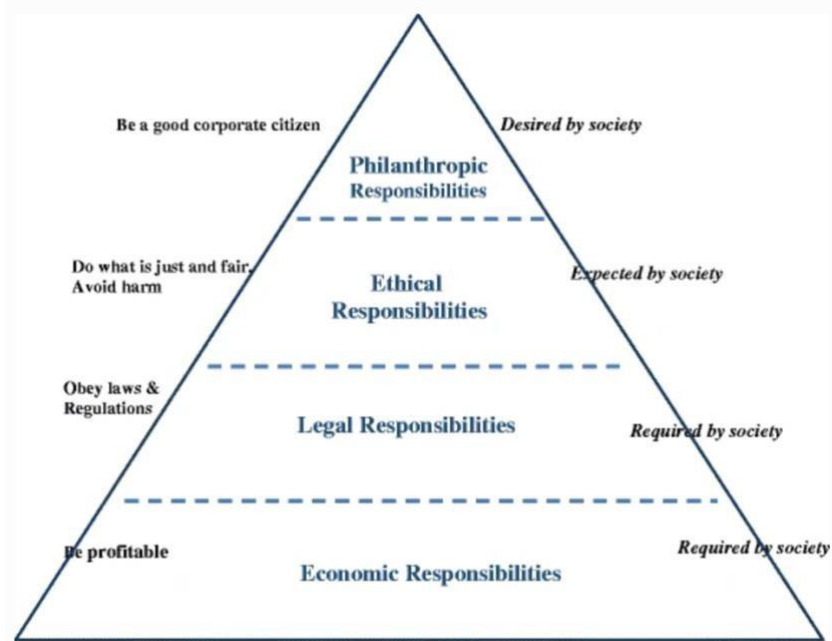 Be a good corporate citizen
Desired by society
Philanthropic
Responsibilities
Do what is just and fair,
Avoid harm
Expected by society
Ethical
Responsibilities
Obey laws &
Regulations
Legal Responsibilities
Required by society
Be profitable
Required by society
Economic Responsibilities